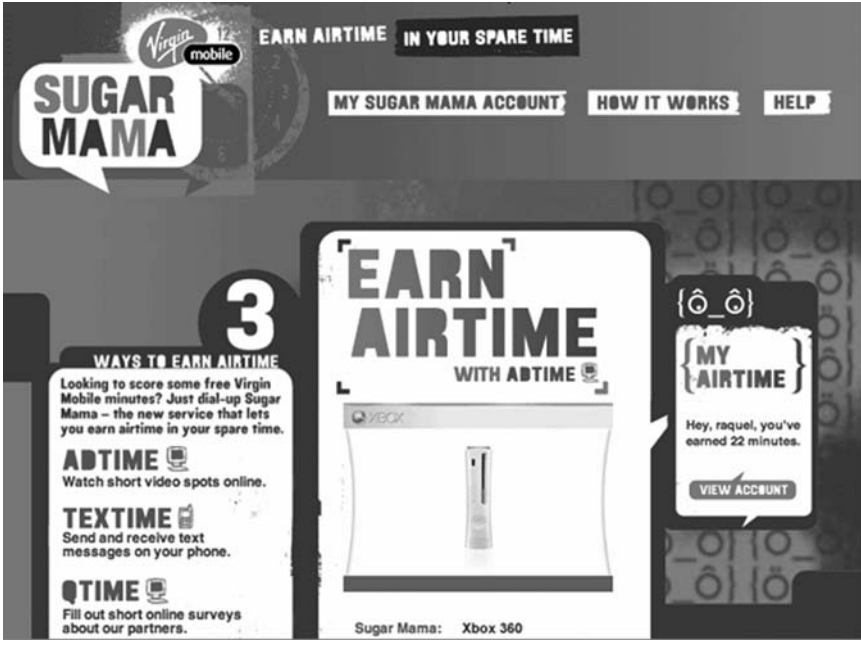 Virgin
mobile
EARN AIRTIME IN YOUR SPARE TIME
SUGAR
MAMA
MY SUGAR MAMA ACCOUNT
HOW IT WORKS
HELP
3
WAYS TO EARN AIRTIME
Looking to score some free Virgin
Mobile minutes? Just dial-up Sugar
Mama – the new service that lets
you earn airtime in your spare time.
ADTIME
Watch short video spots online.
TEXTIME
Send and receive text
messages on your phone.
QTIME
Fill out short online surveys
about our partners.
EARN
AIRTIME
WITH ADTIME
XBOX
Sugar Mama: Xbox 360
{ô_ô}
{MY
AIRTIME}
Hey, raquel, you've
earned 22 minutes.
VIEW ACCOUNT